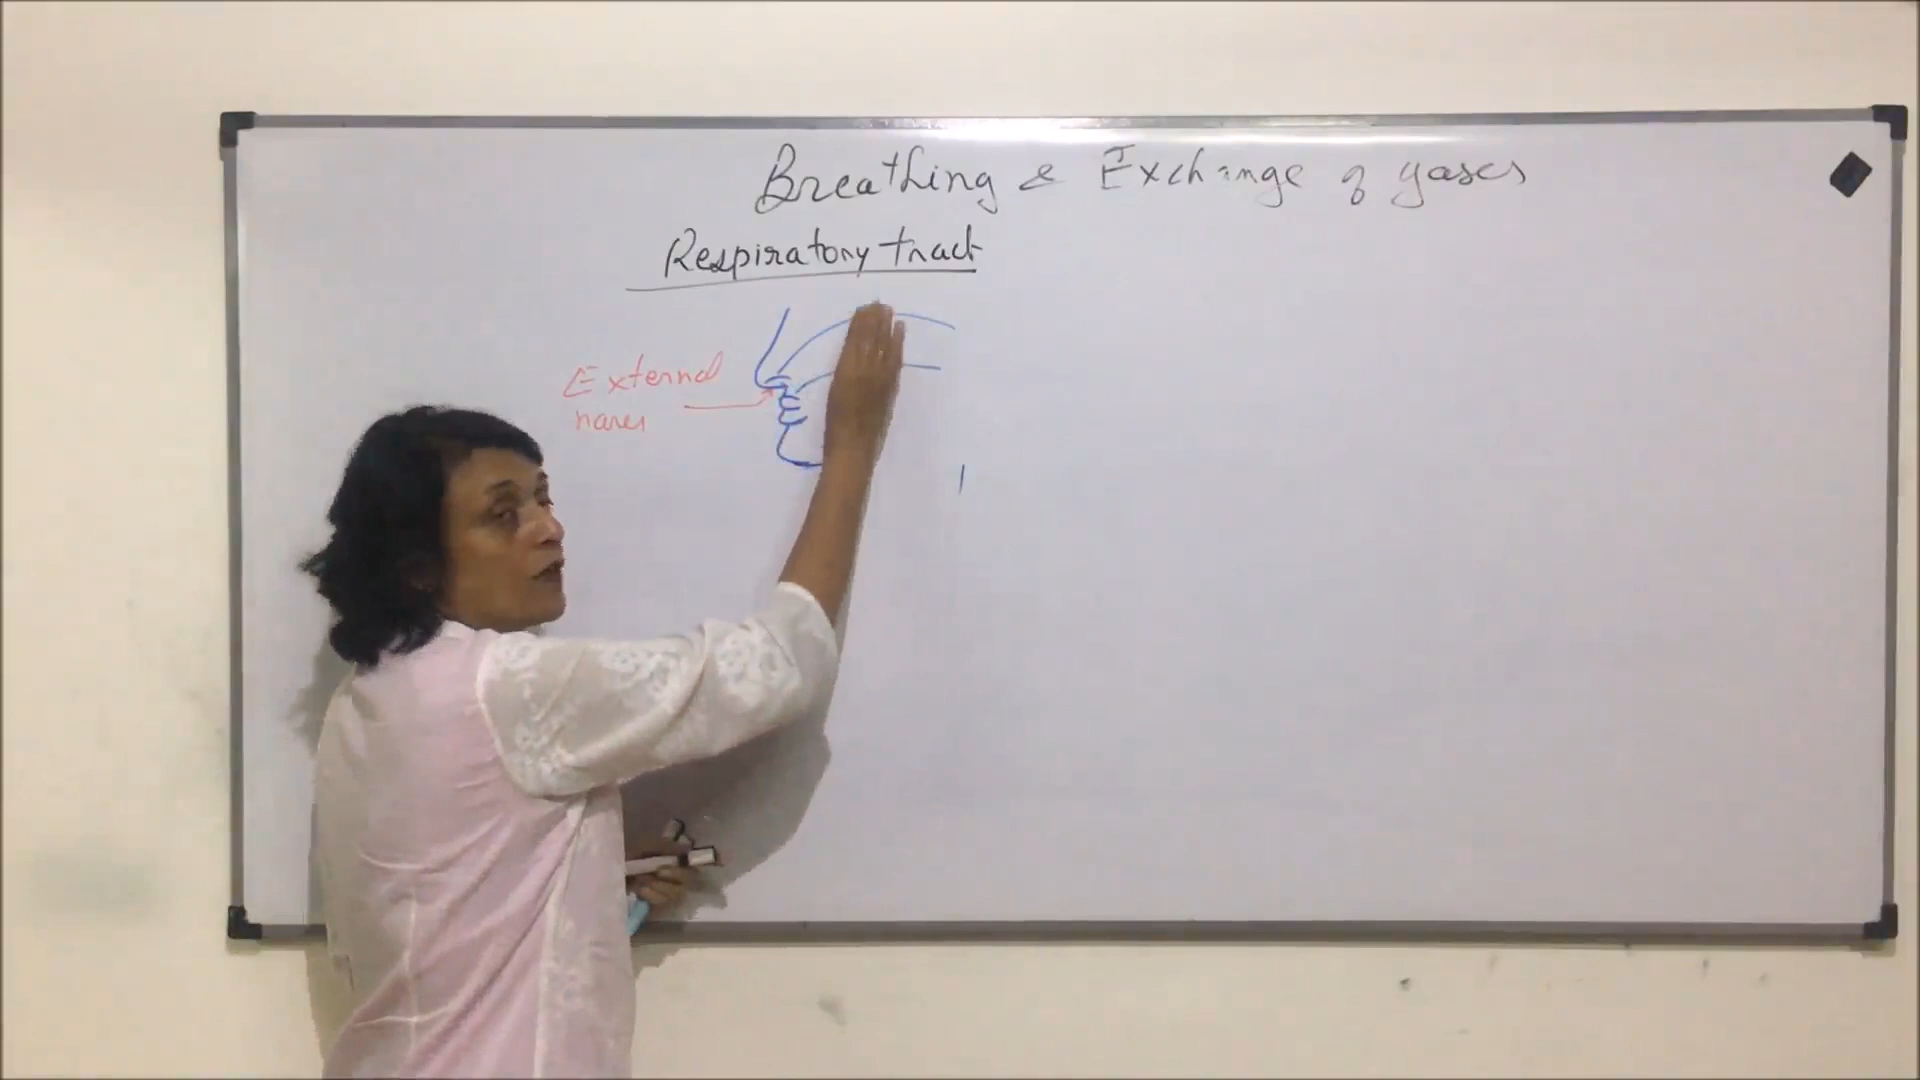 Breathing & Exchange of gases
Respiratory tract
External
nares